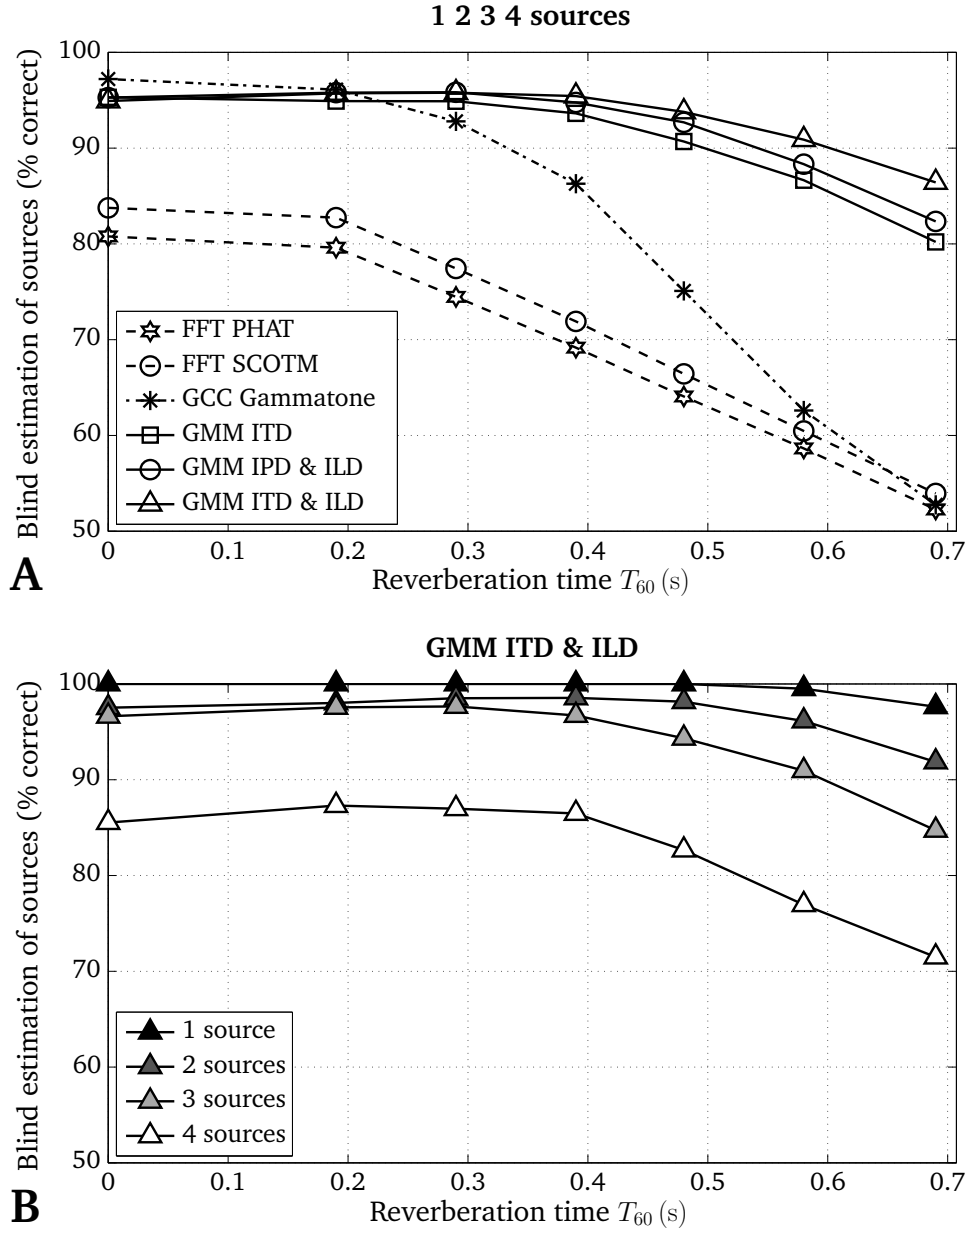 1 2 3 4 sources
Blind estimation of sources (% correct)
100
90
80
70
60
50
FFT PHAT
FFT SCOTM
GCC Gammatone
GMM ITD
GMM IPD & ILD
GMM ITD & ILD
0 0.1 0.2 0.3 0.4 0.5 0.6 0.7
Reverberation time T60 (s)
A
GMM ITD & ILD
Blind estimation of sources (% correct)
100
90
80
70
60
50
1 source
2 sources
3 sources
4 sources
0 0.1 0.2 0.3 0.4 0.5 0.6 0.7
Reverberation time T60 (s)
B